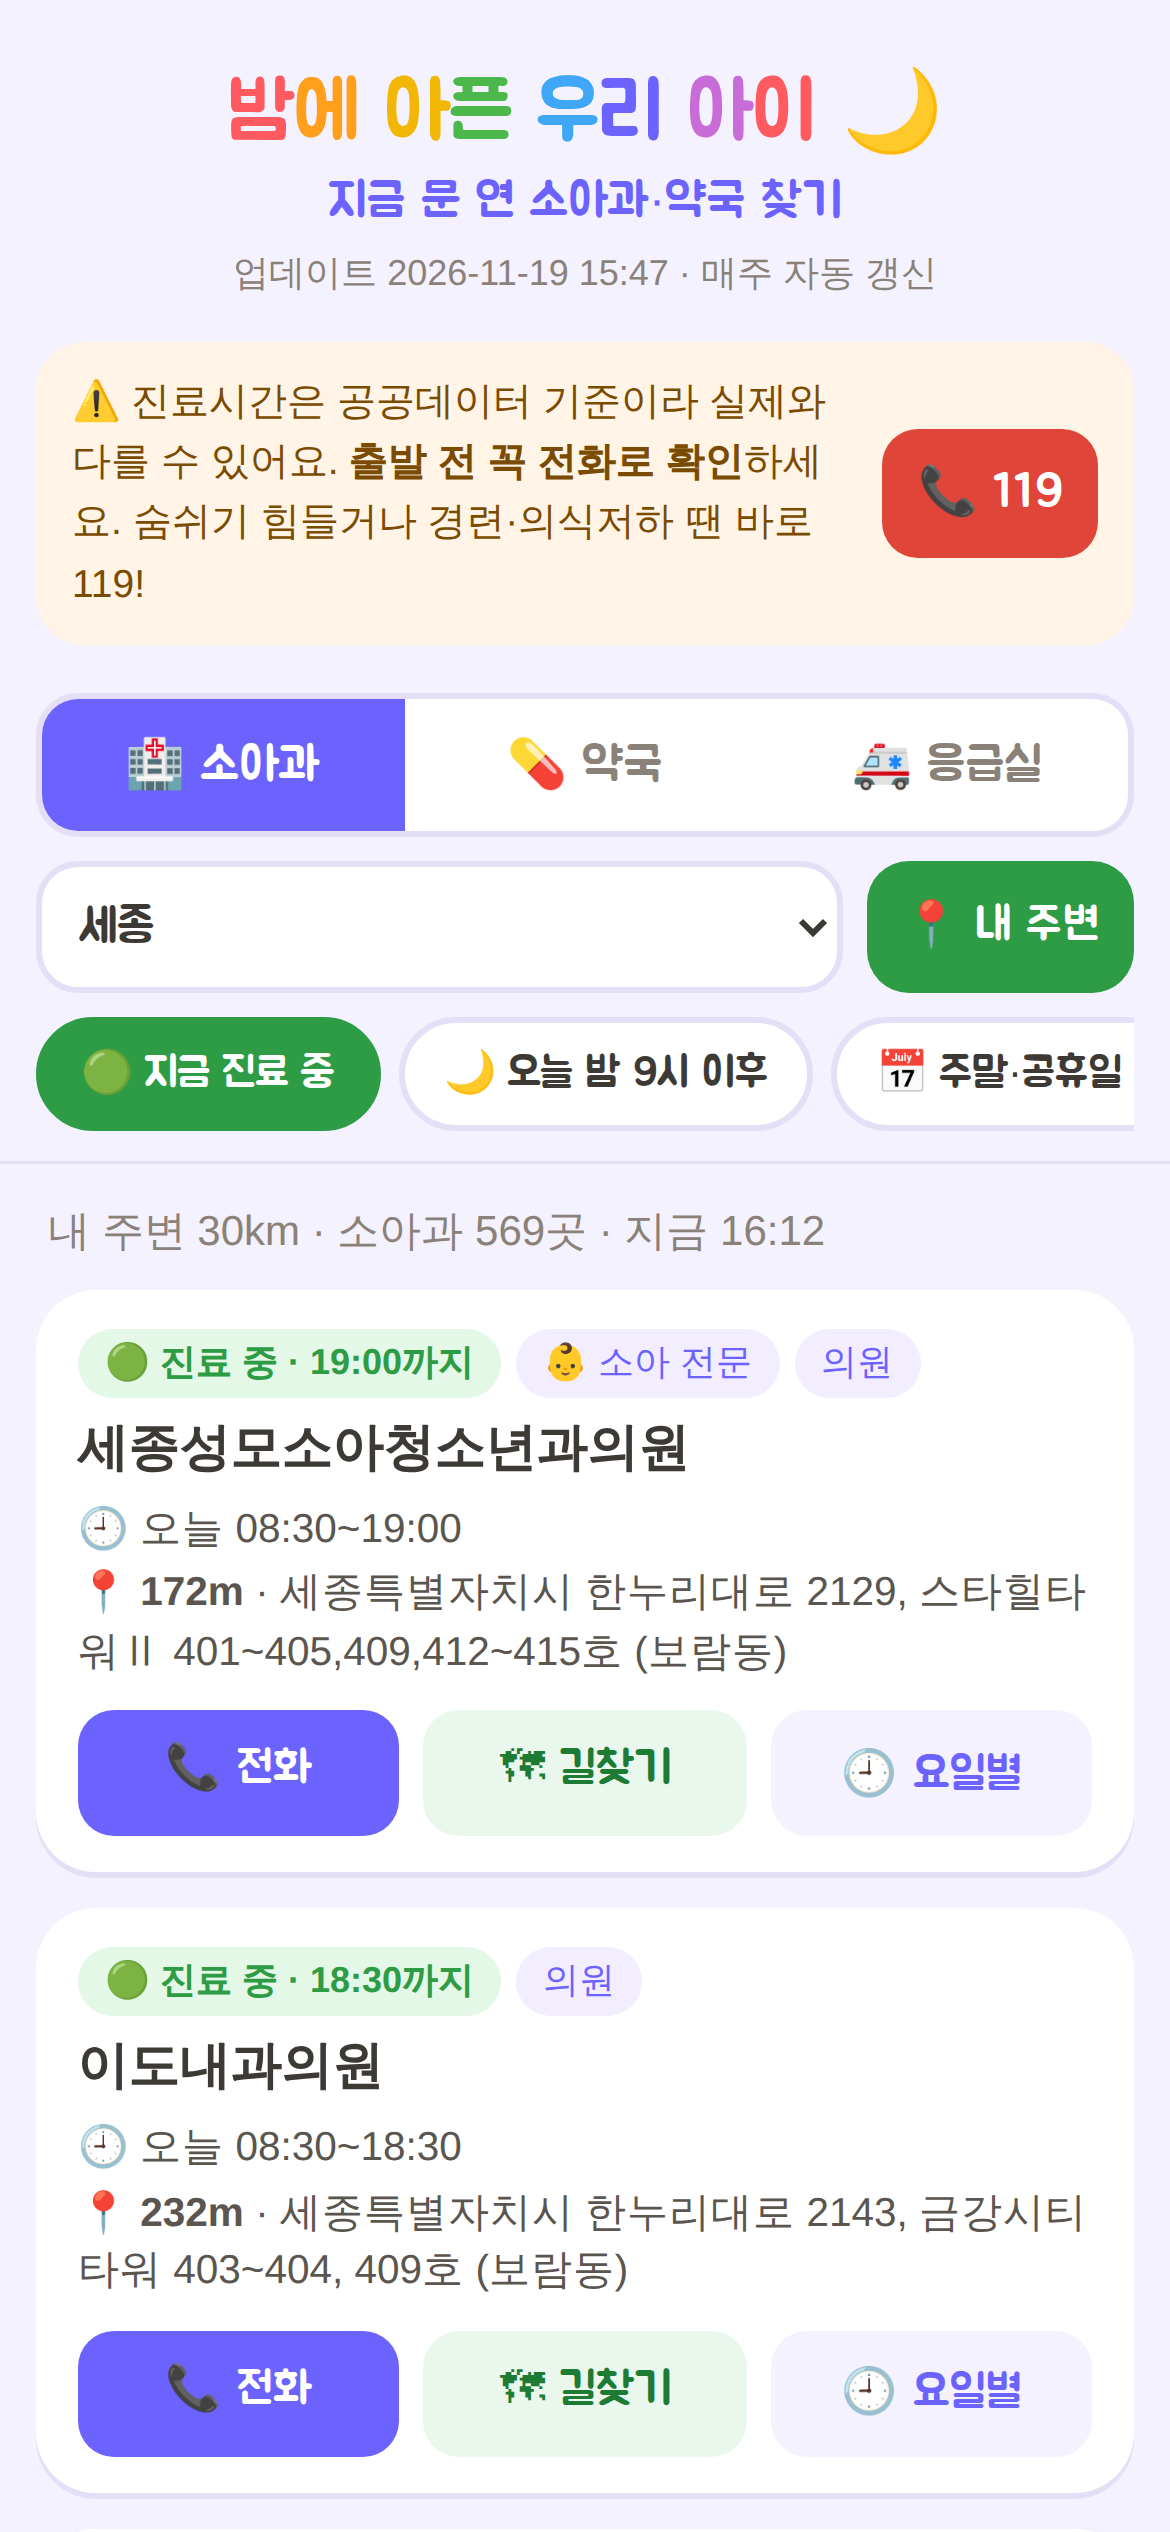 밤에 아픈 우리 아이 🌙
지금 문 연 소아과·약국 찾기
업데이트 2026-11-19 15:47 · 매주 자동 갱신
⚠️ 진료시간은 공공데이터 기준이라 실제와
다를 수 있어요. 출발 전 꼭 전화로 확인하세
요. 숨쉬기 힘들거나 경련·의식저하 땐 바로
119!
📞 119
🏥 소아과
💊 약국
🚑 응급실
세종
📍 내 주변
🟢 지금 진료 중
🌙 오늘 밤 9시 이후
📅 주말·공휴일
내 주변 30km · 소아과 569곳 · 지금 16:12
🟢 진료 중 · 19:00까지
👶 소아 전문
의원
세종성모소아청소년과의원
🕘 오늘 08:30~19:00
📍 172m · 세종특별자치시 한누리대로 2129, 스타힐타
워Ⅱ 401~405,409,412~415호 (보람동)
📞 전화
🗺 길찾기
🕘 요일별
🟢 진료 중 · 18:30까지
의원
이도내과의원
🕘 오늘 08:30~18:30
📍 232m · 세종특별자치시 한누리대로 2143, 금강시티
타워 403~404, 409호 (보람동)
📞 전화
🗺 길찾기
🕘 요일별